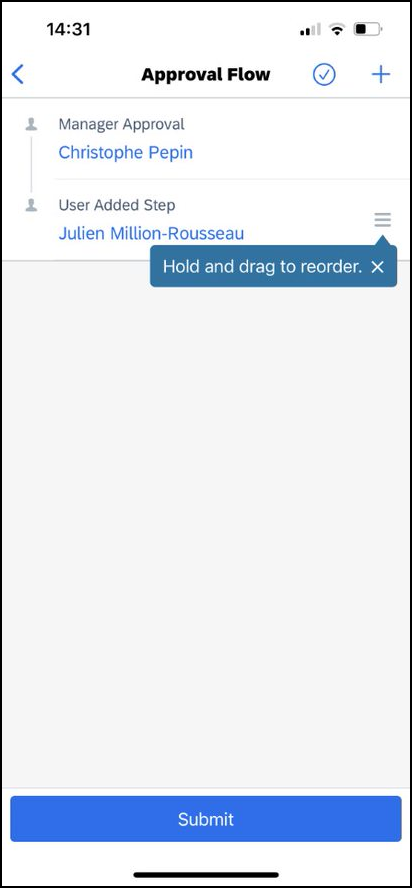 14:31
Approval Flow
Manager Approval
Christophe Pepin
User Added Step
Julien Million-Rousseau
Hold and drag to reorder.
Submit